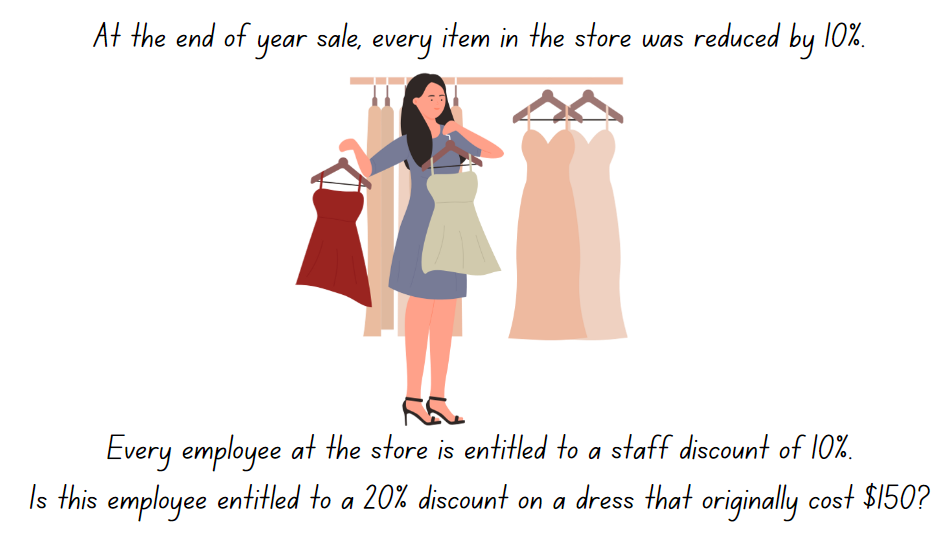 At the end of year sale, every item in the store was reduced by 10%.
Every employee at the store is entitled to a staff discount of 10%.
Is this employee entitled to a 20% discount on a dress that originally cost $150?